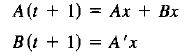 A(t + 1) = Ax + Bx
B(t + 1) = A'x